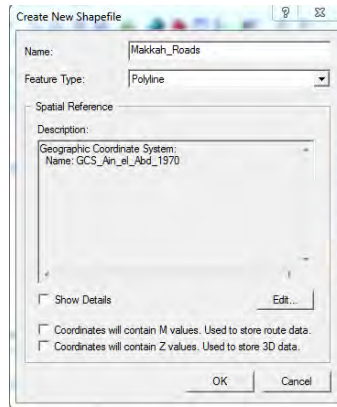 Create New Shapefile
Name: Makkah_Roads
Feature Type: Polyline
Spatial Reference
Description:
Geographic Coordinate System:
Name: GCS_Ain_el_Abd_1970
Show Details
Edit...
Coordinates will contain M values. Used to store route data.
Coordinates will contain Z values. Used to store 3D data.
OK Cancel